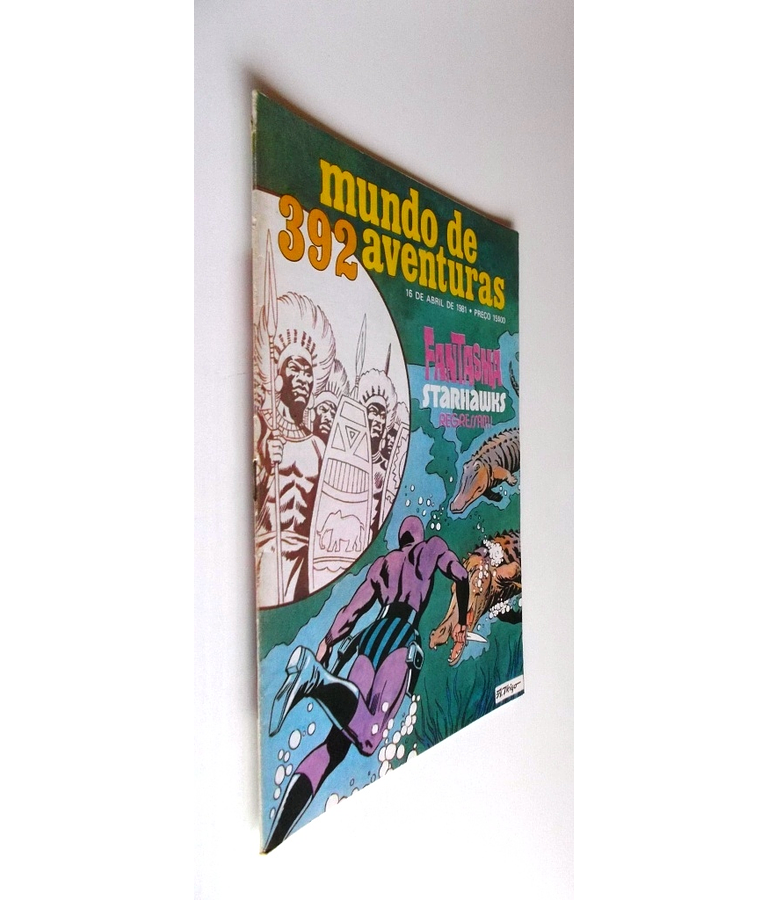 mundo de
392 aventuras
16 DE ABRIL DE 1981 • PREÇO 15$00
FANTASMA
STARHAWKS
REGRESSAM!